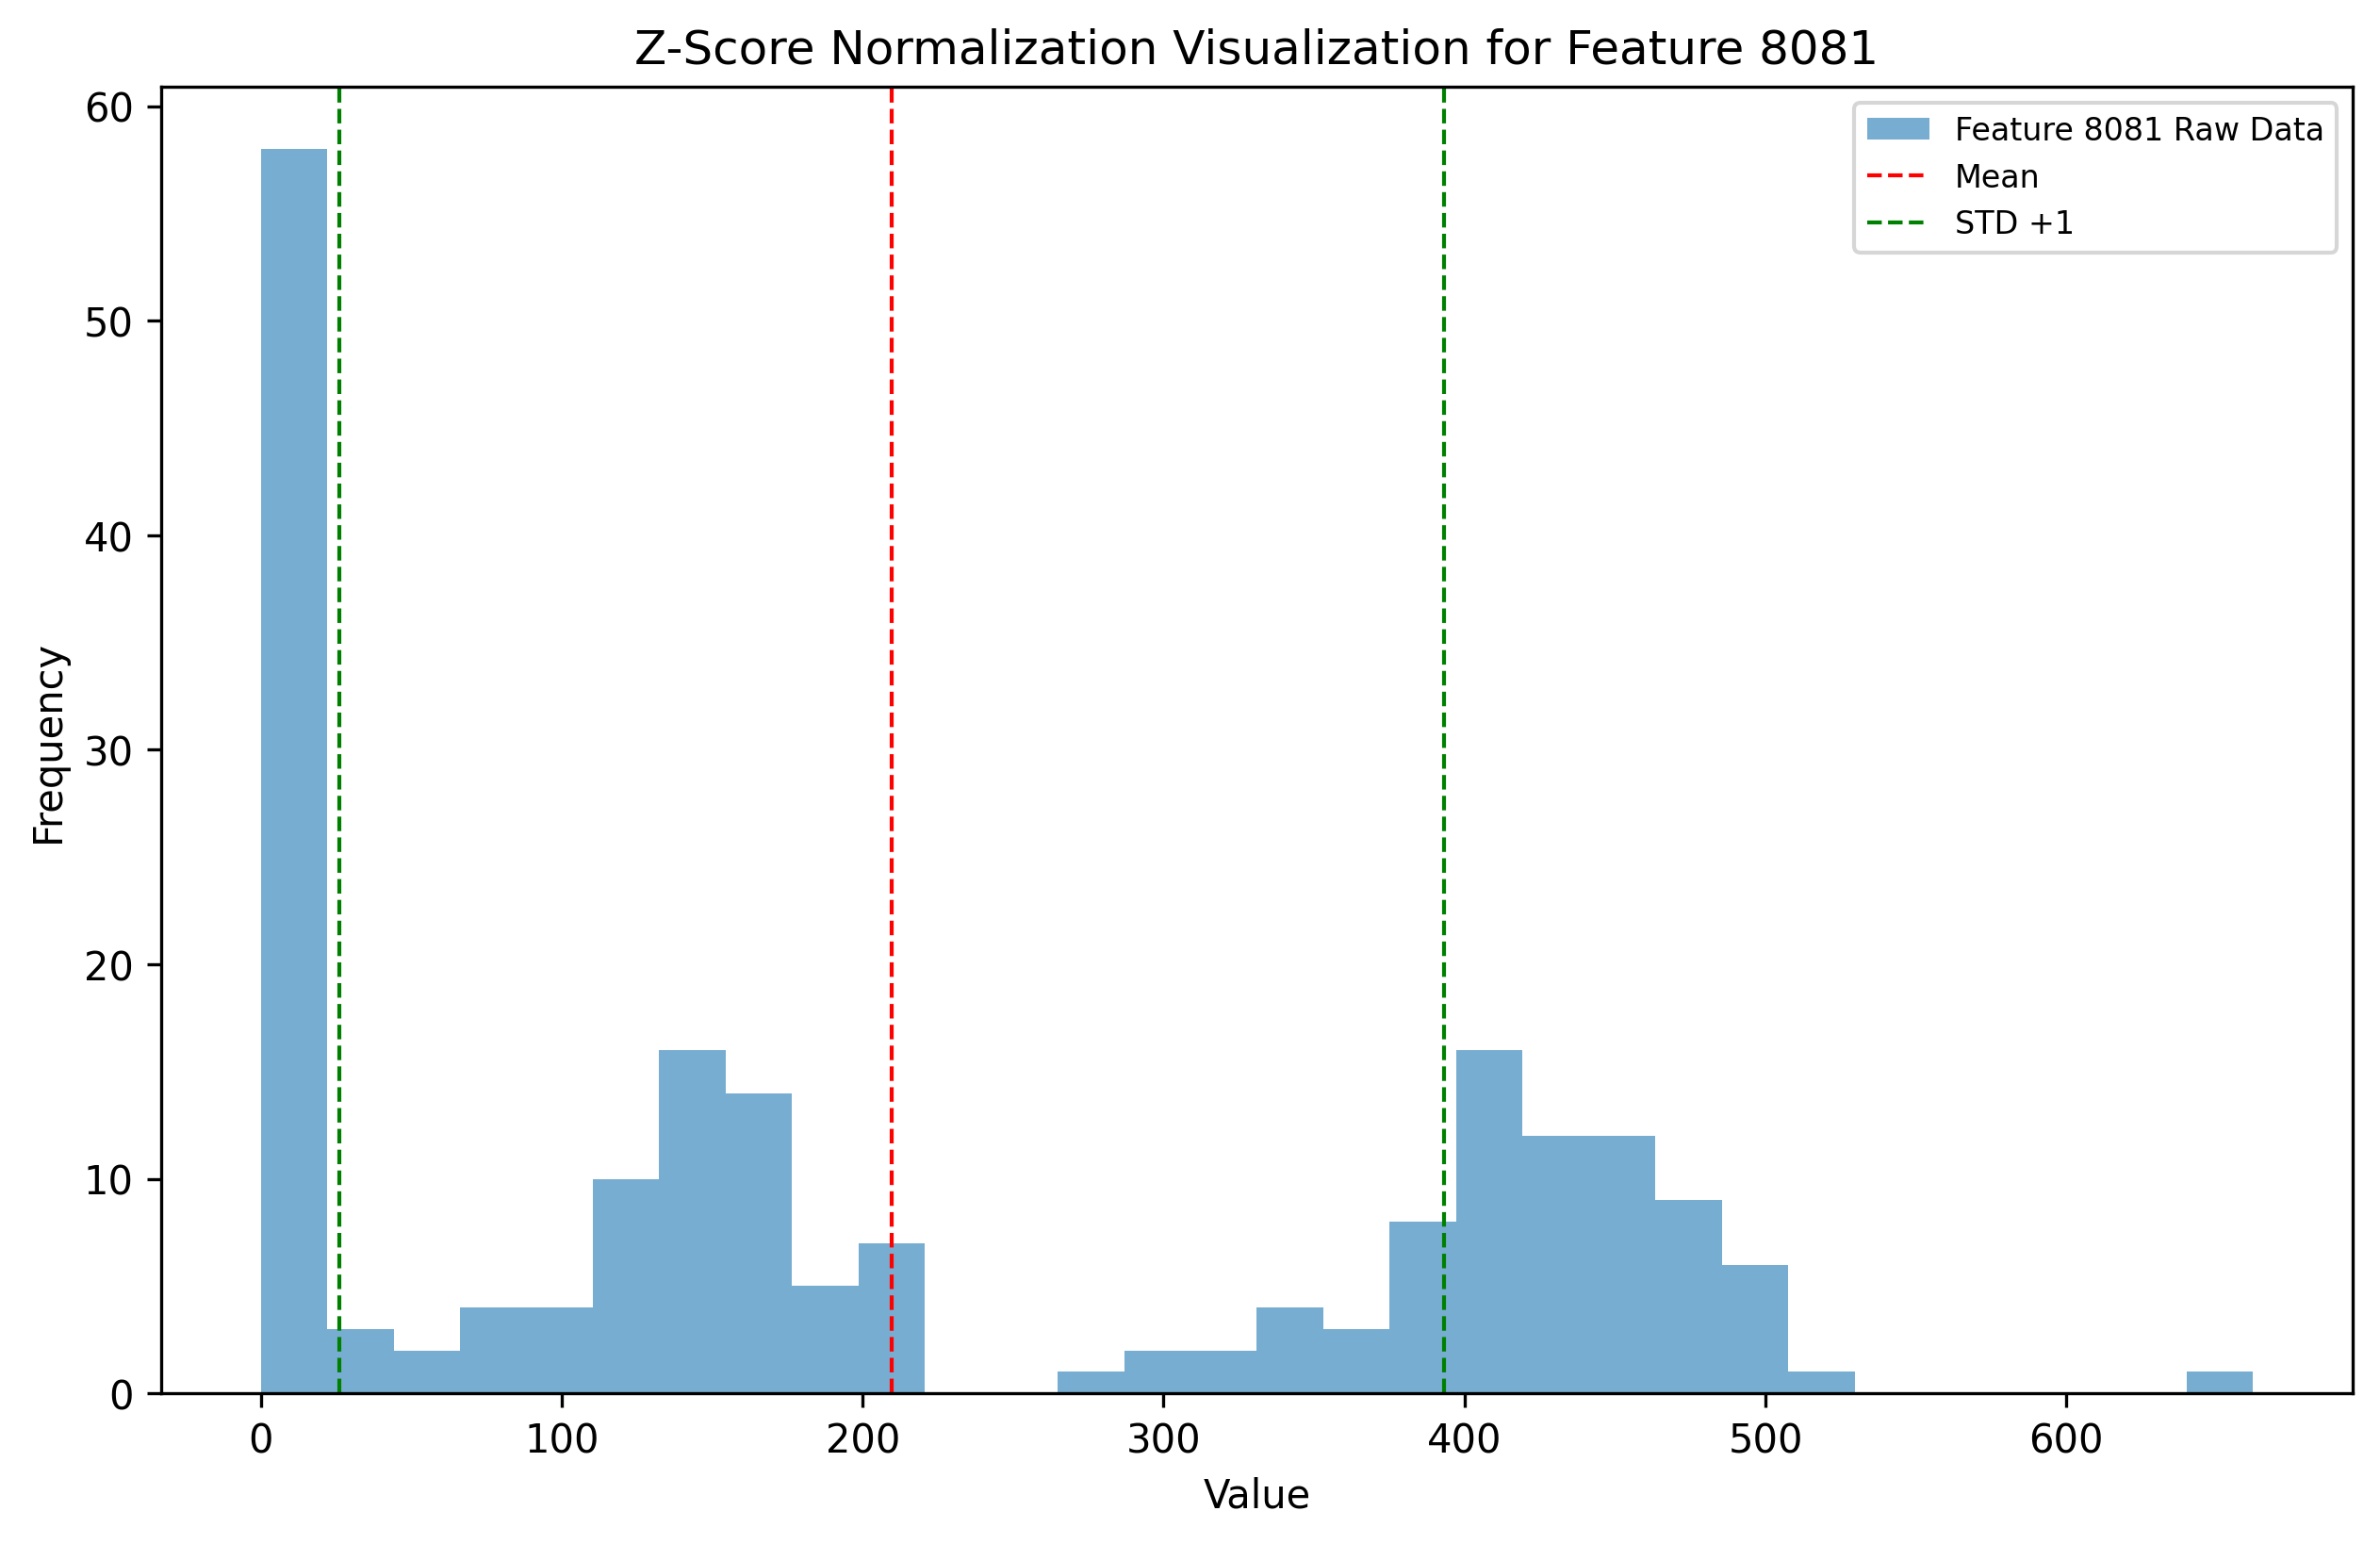 Z-Score Normalization Visualization for Feature 8081
Feature 8081 Raw Data
Mean
STD +1
60
50
40
30
20
10
0
Frequency
0 100 200 300 400 500 600
Value